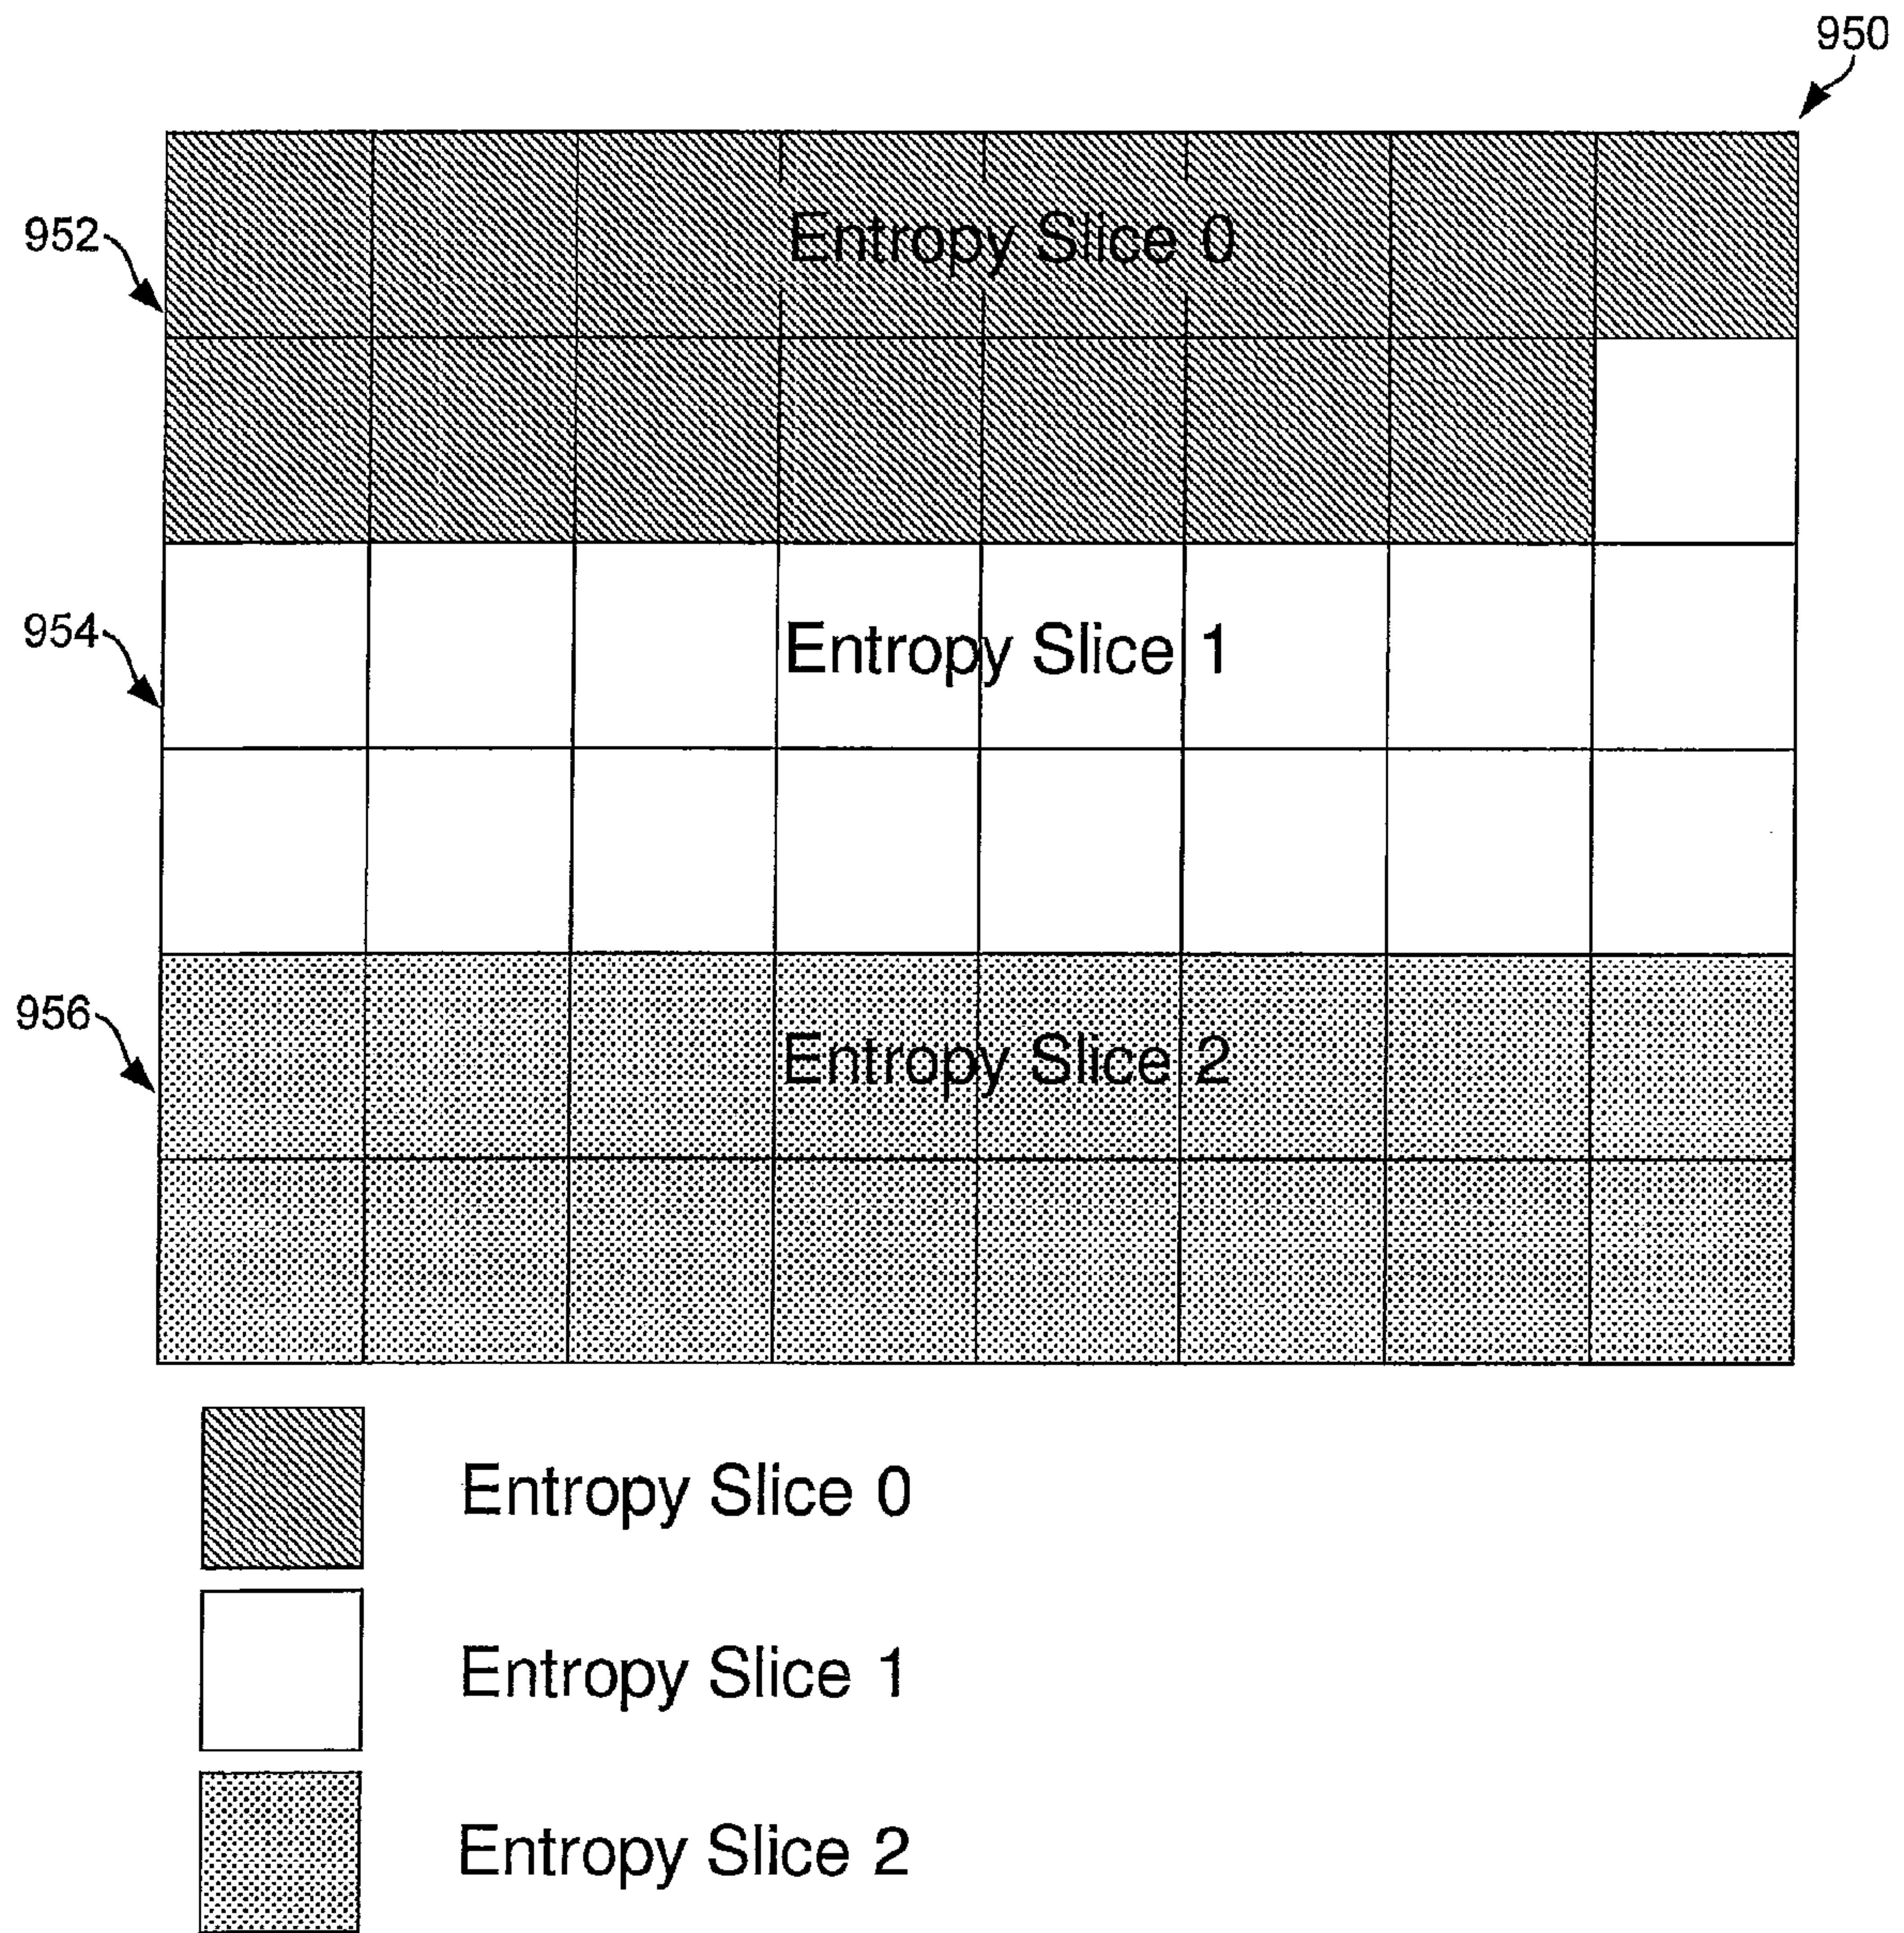 950
952
Entropy Slice 0
954
Entropy Slice 1
956
Entropy Slice 2
Entropy Slice 0
Entropy Slice 1
Entropy Slice 2